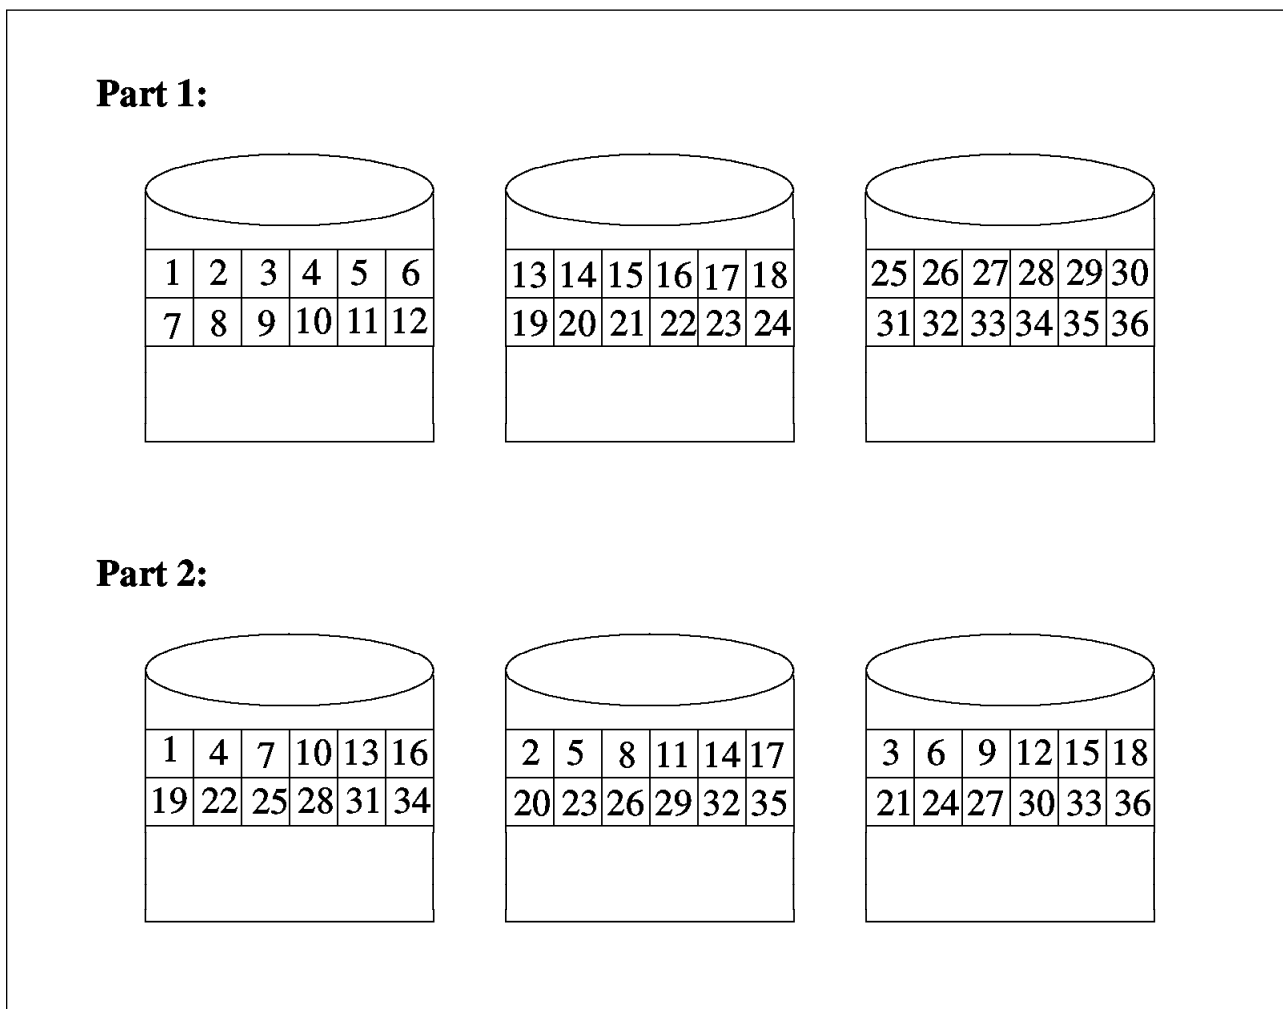 Part 1:
1 2 3 4 5 6 13 14 15 16 17 18 25 26 27 28 29 30
7 8 9 10 11 12 19 20 21 22 23 24 31 32 33 34 35 36
Part 2:
1 4 7 10 13 16 2 5 8 11 14 17 3 6 9 12 15 18
19 22 25 28 31 34 20 23 26 29 32 35 21 24 27 30 33 36